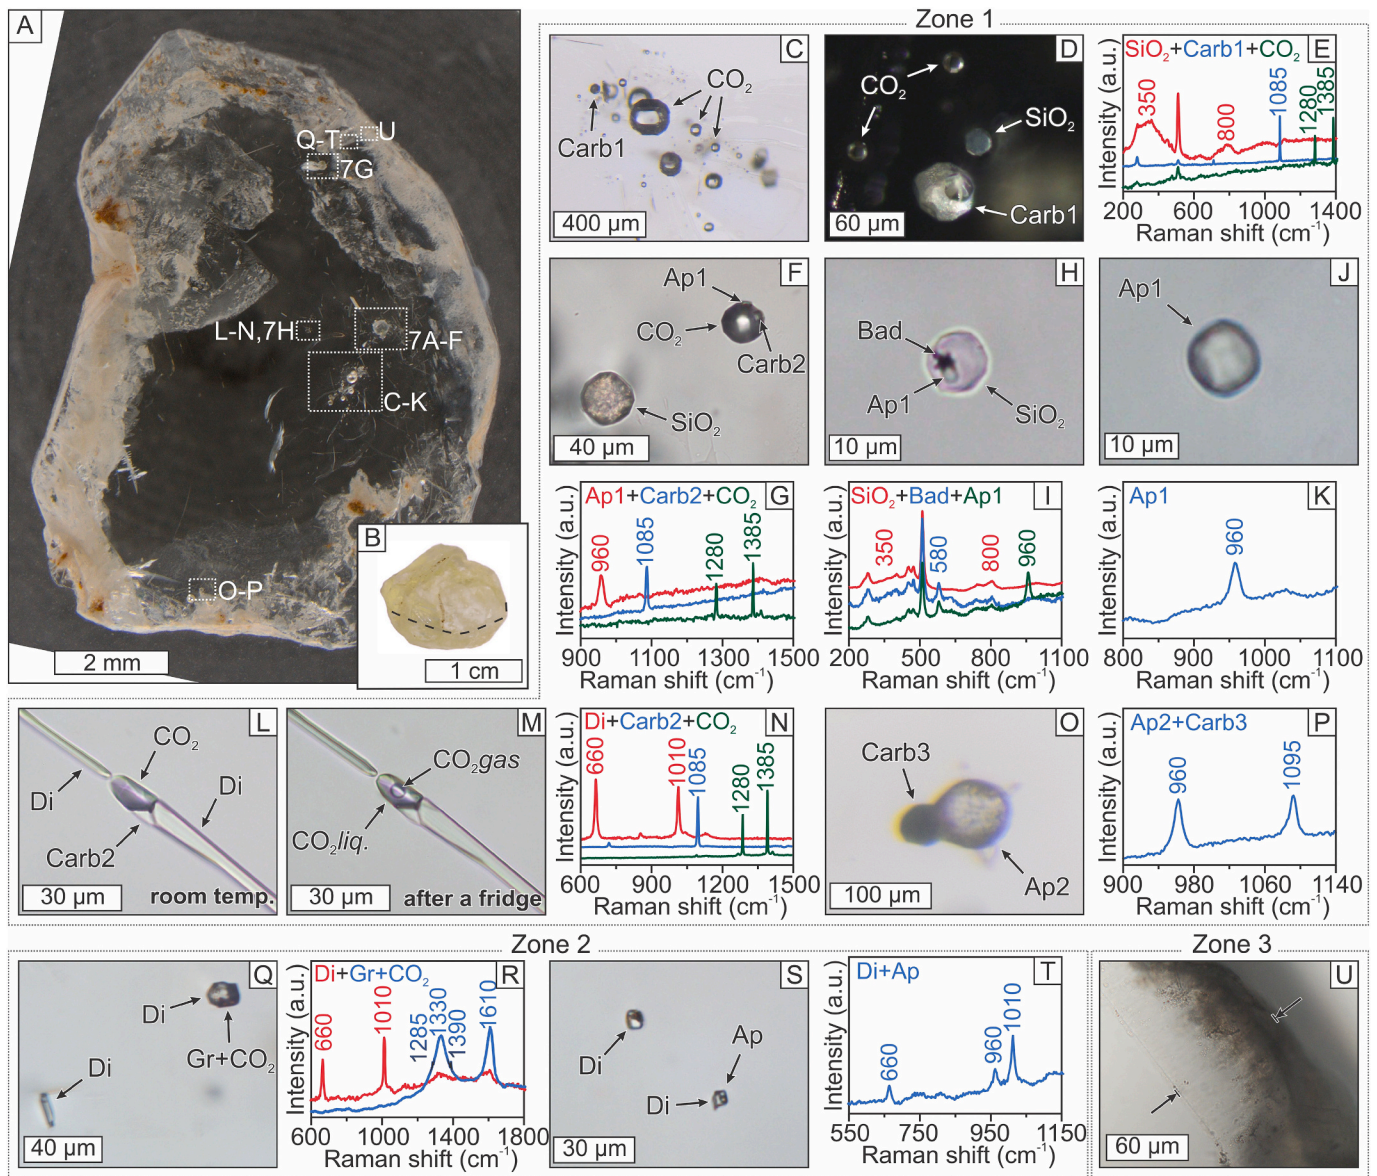 Zone 1
A
Q-T
U
7G
L-N,7H
7A-F
C-K
O-P
2 mm
B
1 cm
C
CO₂
Carb1
400 µm
D
CO₂
SiO₂
Carb1
60 µm
E
SiO₂+Carb1+CO₂
350
800
1085
1280
1385
Intensity (a.u.)
200 600 1000 1400
Raman shift (cm⁻¹)
F
Ap1
CO₂
Carb2
SiO₂
40 µm
H
Bad
Ap1
SiO₂
10 µm
J
Ap1
10 µm
G
Ap1+Carb2+CO₂
960
1085
1280
1385
Intensity (a.u.)
900 1100 1300 1500
Raman shift (cm⁻¹)
I
SiO₂+Bad+Ap1
350
580
800
960
Intensity (a.u.)
200 500 800 1100
Raman shift (cm⁻¹)
K
Ap1
960
Intensity (a.u.)
800 900 1000 1100
Raman shift (cm⁻¹)
L
CO₂
Di
Di
Carb2
30 µm
room temp.
M
CO₂gas
CO₂liq.
30 µm
after a fridge
N
Di+Carb2+CO₂
660
1010
1085
1280
1385
Intensity (a.u.)
600 900 1200 1500
Raman shift (cm⁻¹)
O
Carb3
Ap2
100 µm
P
Ap2+Carb3
960
1095
Intensity (a.u.)
900 980 1060 1140
Raman shift (cm⁻¹)
Zone 2
Q
Di
Gr+CO₂
Di
40 µm
R
Di+Gr+CO₂
660
1010
1285
1330
1390
1610
Intensity (a.u.)
600 1000 1400 1800
Raman shift (cm⁻¹)
S
Di
Ap
Di
30 µm
T
Di+Ap
660
960
1010
Intensity (a.u.)
550 750 950 1150
Raman shift (cm⁻¹)
Zone 3
U
60 µm